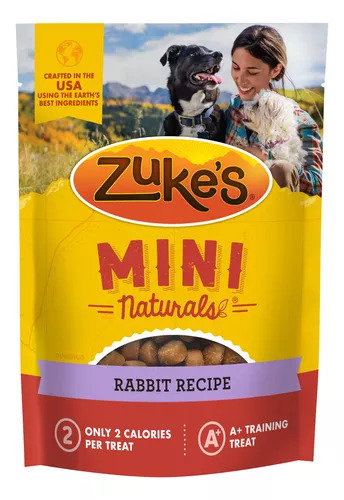 CRAFTED IN THE
USA
USING THE EARTH'S
BEST INGREDIENTS
Zuke's®
MINI
Naturals®
RABBIT RECIPE
2 ONLY 2 CALORIES
PER TREAT
A+ A+ TRAINING
TREAT